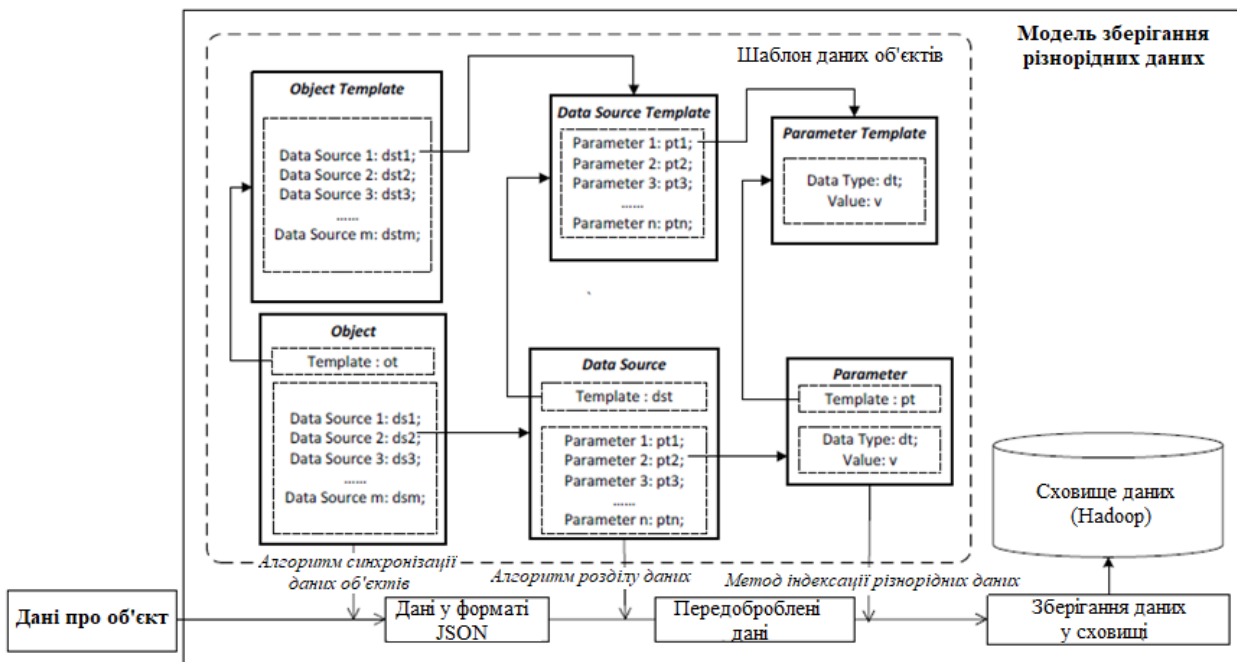 Модель зберігання
різнорідних даних
Шаблон даних об'єктів
Object Template
Data Source 1: dst1;
Data Source 2: dst2;
Data Source 3: dst3;
......
Data Source m: dstm;
Data Source Template
Parameter 1: pt1;
Parameter 2: pt2;
Parameter 3: pt3;
......
Parameter n: ptn;
Parameter Template
Data Type: dt;
Value: v
Object
Template : ot
Data Source 1: ds1;
Data Source 2: ds2;
Data Source 3: ds3;
......
Data Source m: dsm;
Data Source
Template : dst
Parameter 1: pt1;
Parameter 2: pt2;
Parameter 3: pt3;
......
Parameter n: ptn;
Parameter
Template : pt
Data Type: dt;
Value: v
Сховище даних
(Hadoop)
Алгоритм синхронізації
даних об'єктів
Алгоритм розділу даних
Метод індексації різнорідних даних
Дані про об'єкт
Дані у форматі
JSON
Передоброблені
дані
Зберігання даних
у сховищі